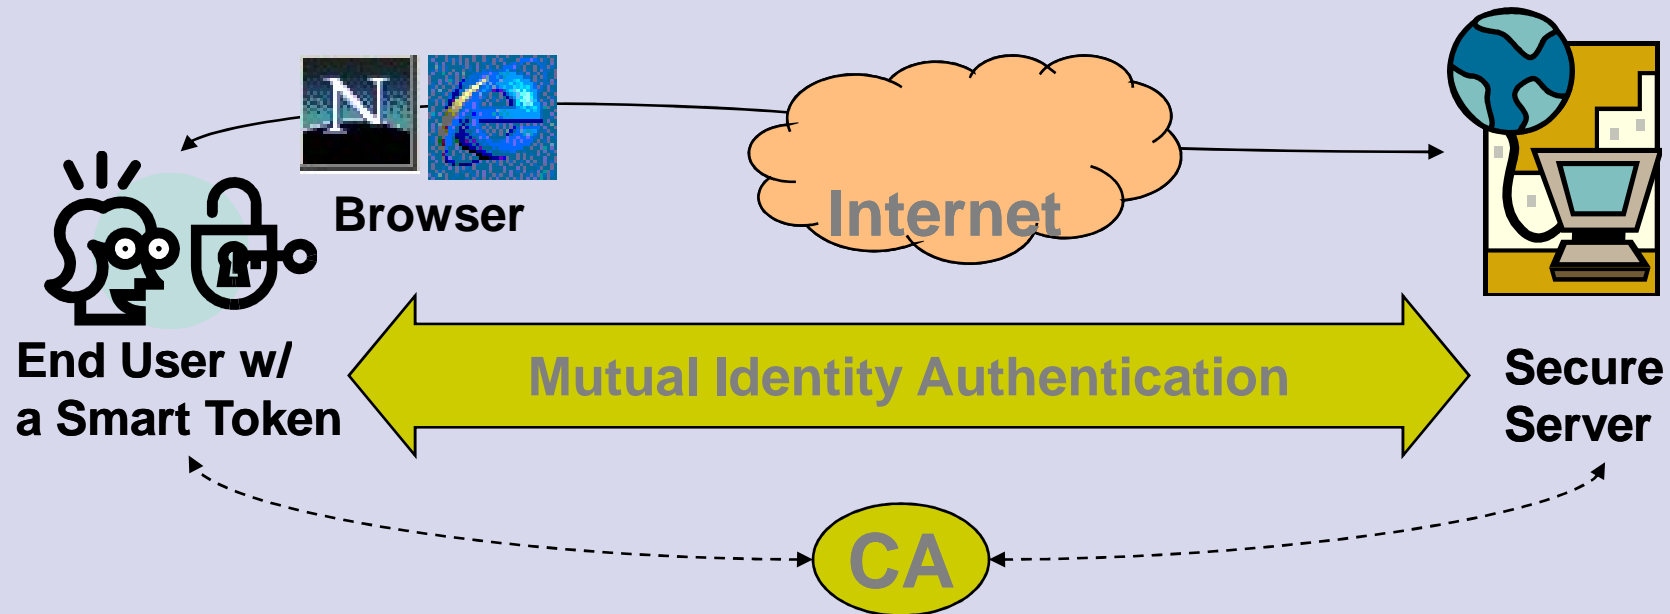 N e
Browser
Internet
End User w/
a Smart Token
Mutual Identity Authentication
Secure
Server
CA